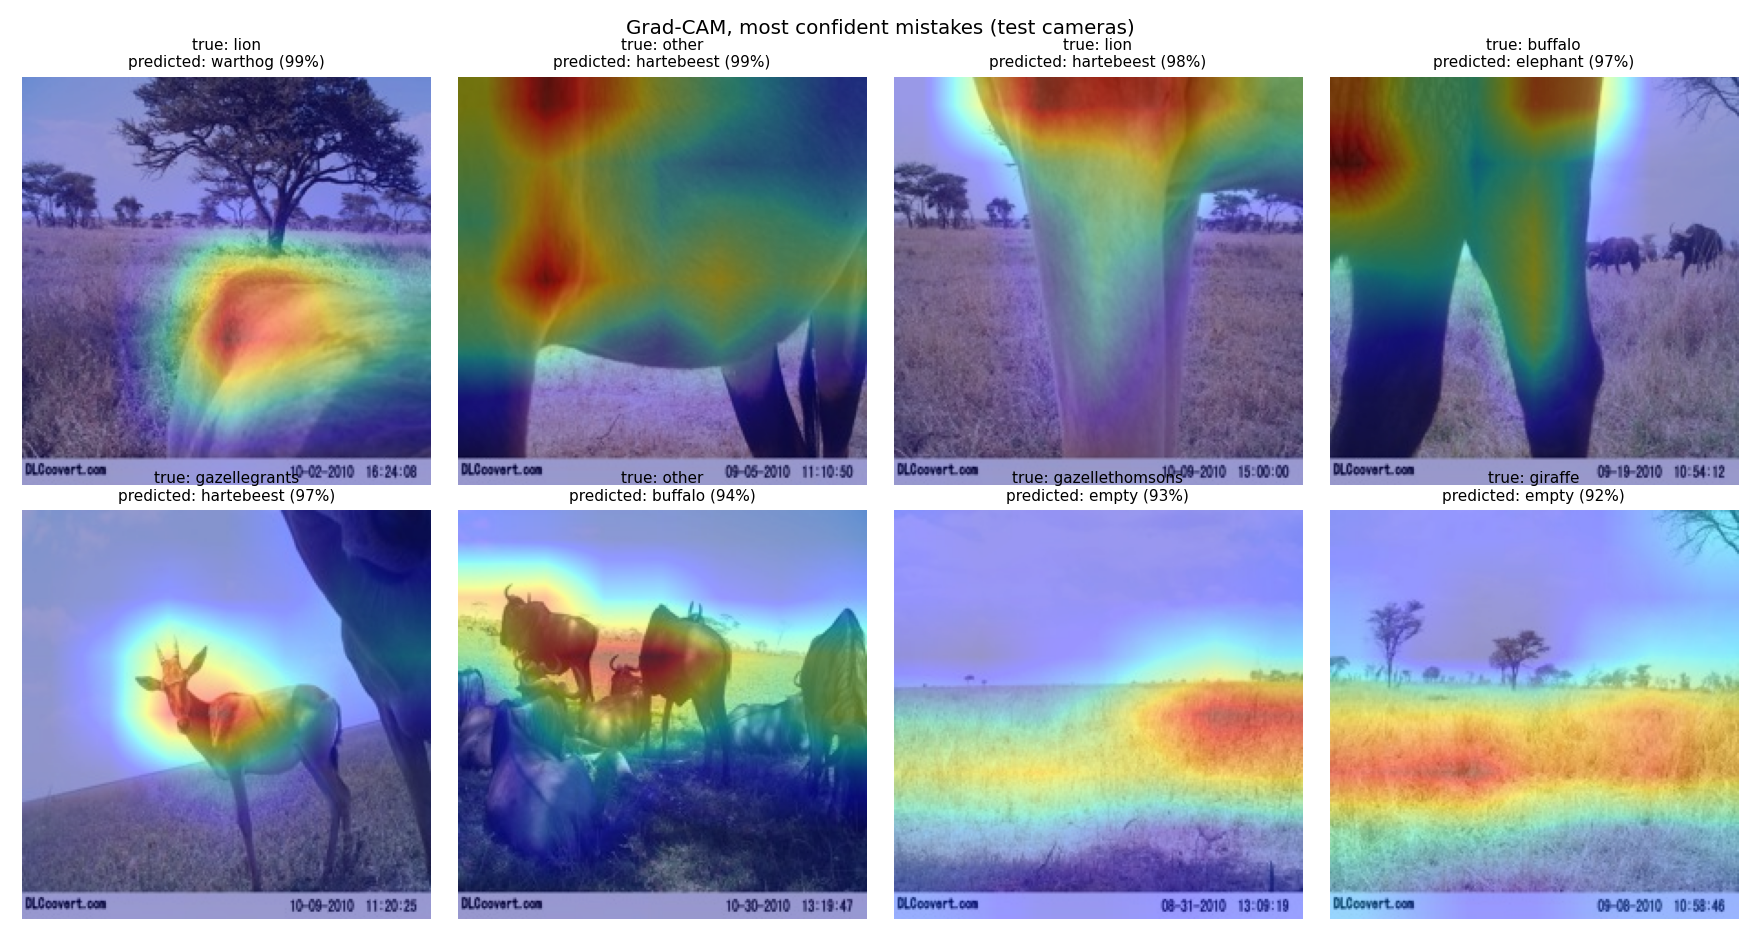 Grad-CAM, most confident mistakes (test cameras)
true: lion
predicted: warthog (99%)
true: other
predicted: hartebeest (99%)
true: lion
predicted: hartebeest (98%)
true: buffalo
predicted: elephant (97%)
DLCcovert.com 10-02-2010 16:24:08
DLCcovert.com 09-05-2010 11:10:50
DLCcovert.com 10-09-2010 15:00:00
DLCcovert.com 09-19-2010 10:54:12
true: gazellegrants
predicted: hartebeest (97%)
true: other
predicted: buffalo (94%)
true: gazellethomsons
predicted: empty (93%)
true: giraffe
predicted: empty (92%)
DLCcovert.com 10-09-2010 11:20:25
DLCcovert.com 10-30-2010 13:19:47
DLCcovert.com 08-31-2010 13:09:19
DLCcovert.com 09-08-2010 10:58:46